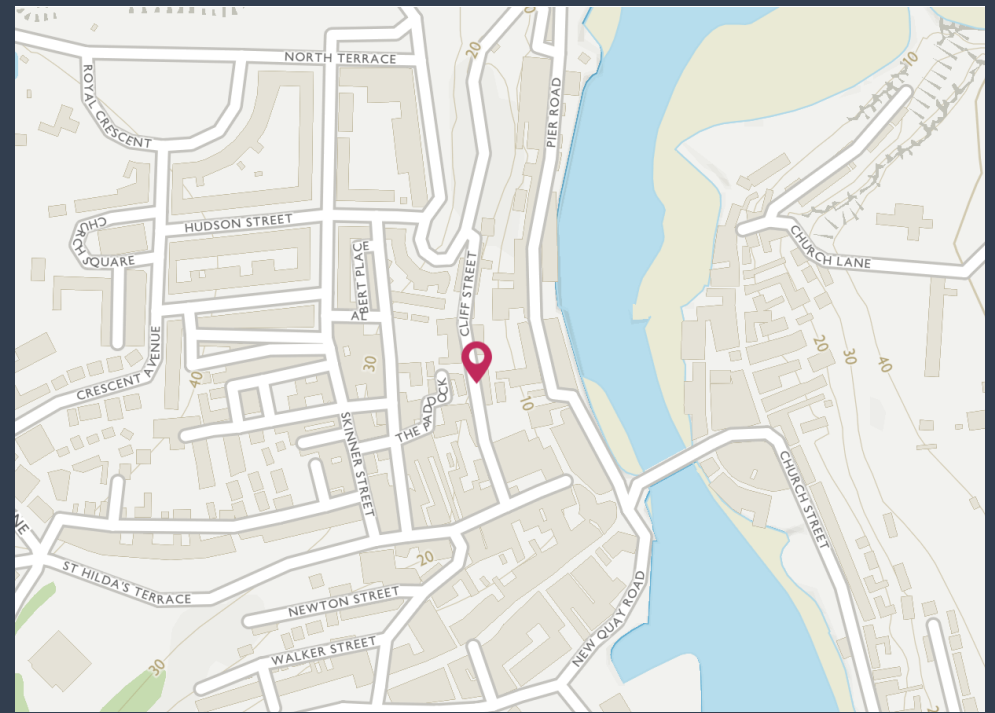 20
10
NORTH TERRACE
PIER ROAD
10
ROYAL CRESCENT
CHURCH SQUARE
HUDSON STREET
ALBERT PLACE
CLIFF STREET
CHURCH LANE
20
30
40
30
40
CRESCENT AVENUE
10
THE PADDOCK
SKINNER STREET
CHURCH STREET
NE
20
ST HILDA'S TERRACE
NEWTON STREET
NEW QUAY ROAD
WALKER STREET
30